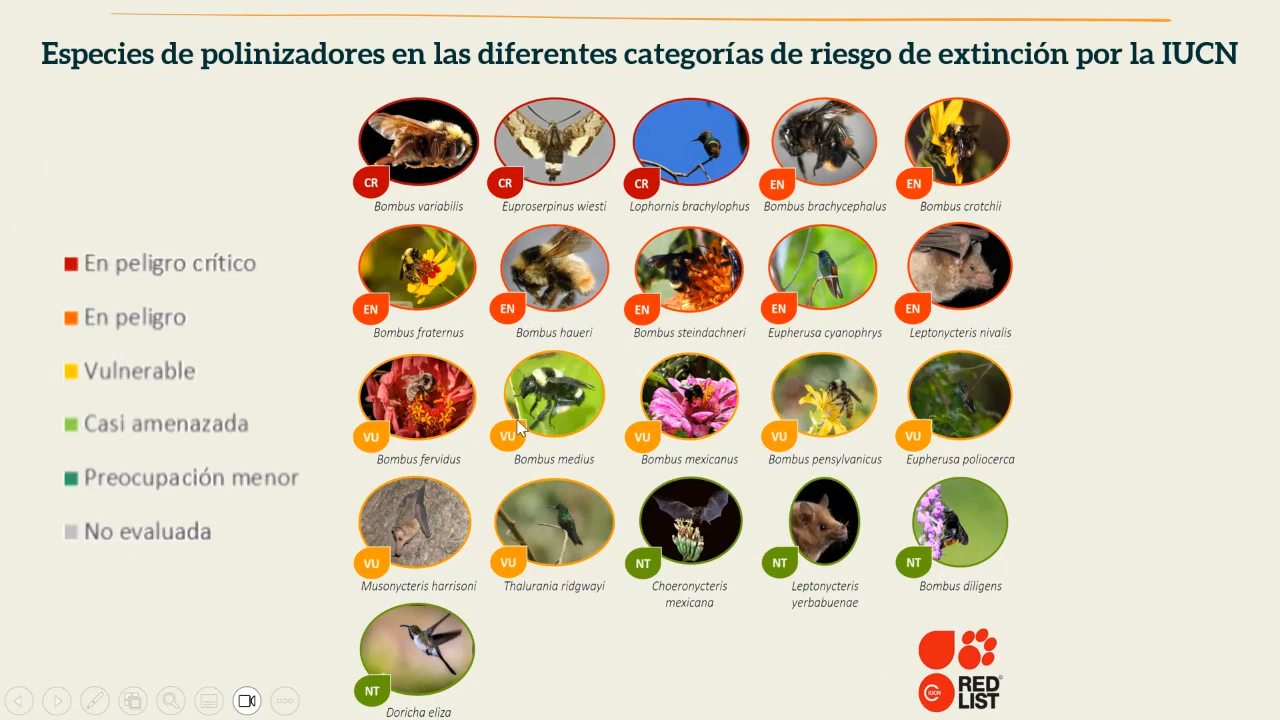 Especies de polinizadores en las diferentes categorías de riesgo de extinción por la IUCN
En peligro crítico
En peligro
Vulnerable
Casi amenazada
Preocupación menor
No evaluada
CR CR CR EN EN
Bombus variabilis Euproserpinus wiesti Lophornis brachylophus Bombus brachycephalus Bombus crotchii
EN EN EN EN EN
Bombus fraternus Bombus haueri Bombus steindachneri Eupherusa cyanophrys Leptonycteris nivalis
VU VU VU VU VU
Bombus fervidus Bombus medius Bombus mexicanus Bombus pensylvanicus Eupherusa poliocerca
VU VU NT NT NT
Musonycteris harrisoni Thalurania ridgwayi Choeronycteris Leptonycteris Bombus diligens
mexicana yerbabuenae
NT
Doricha eliza
IUCN
RED
LIST